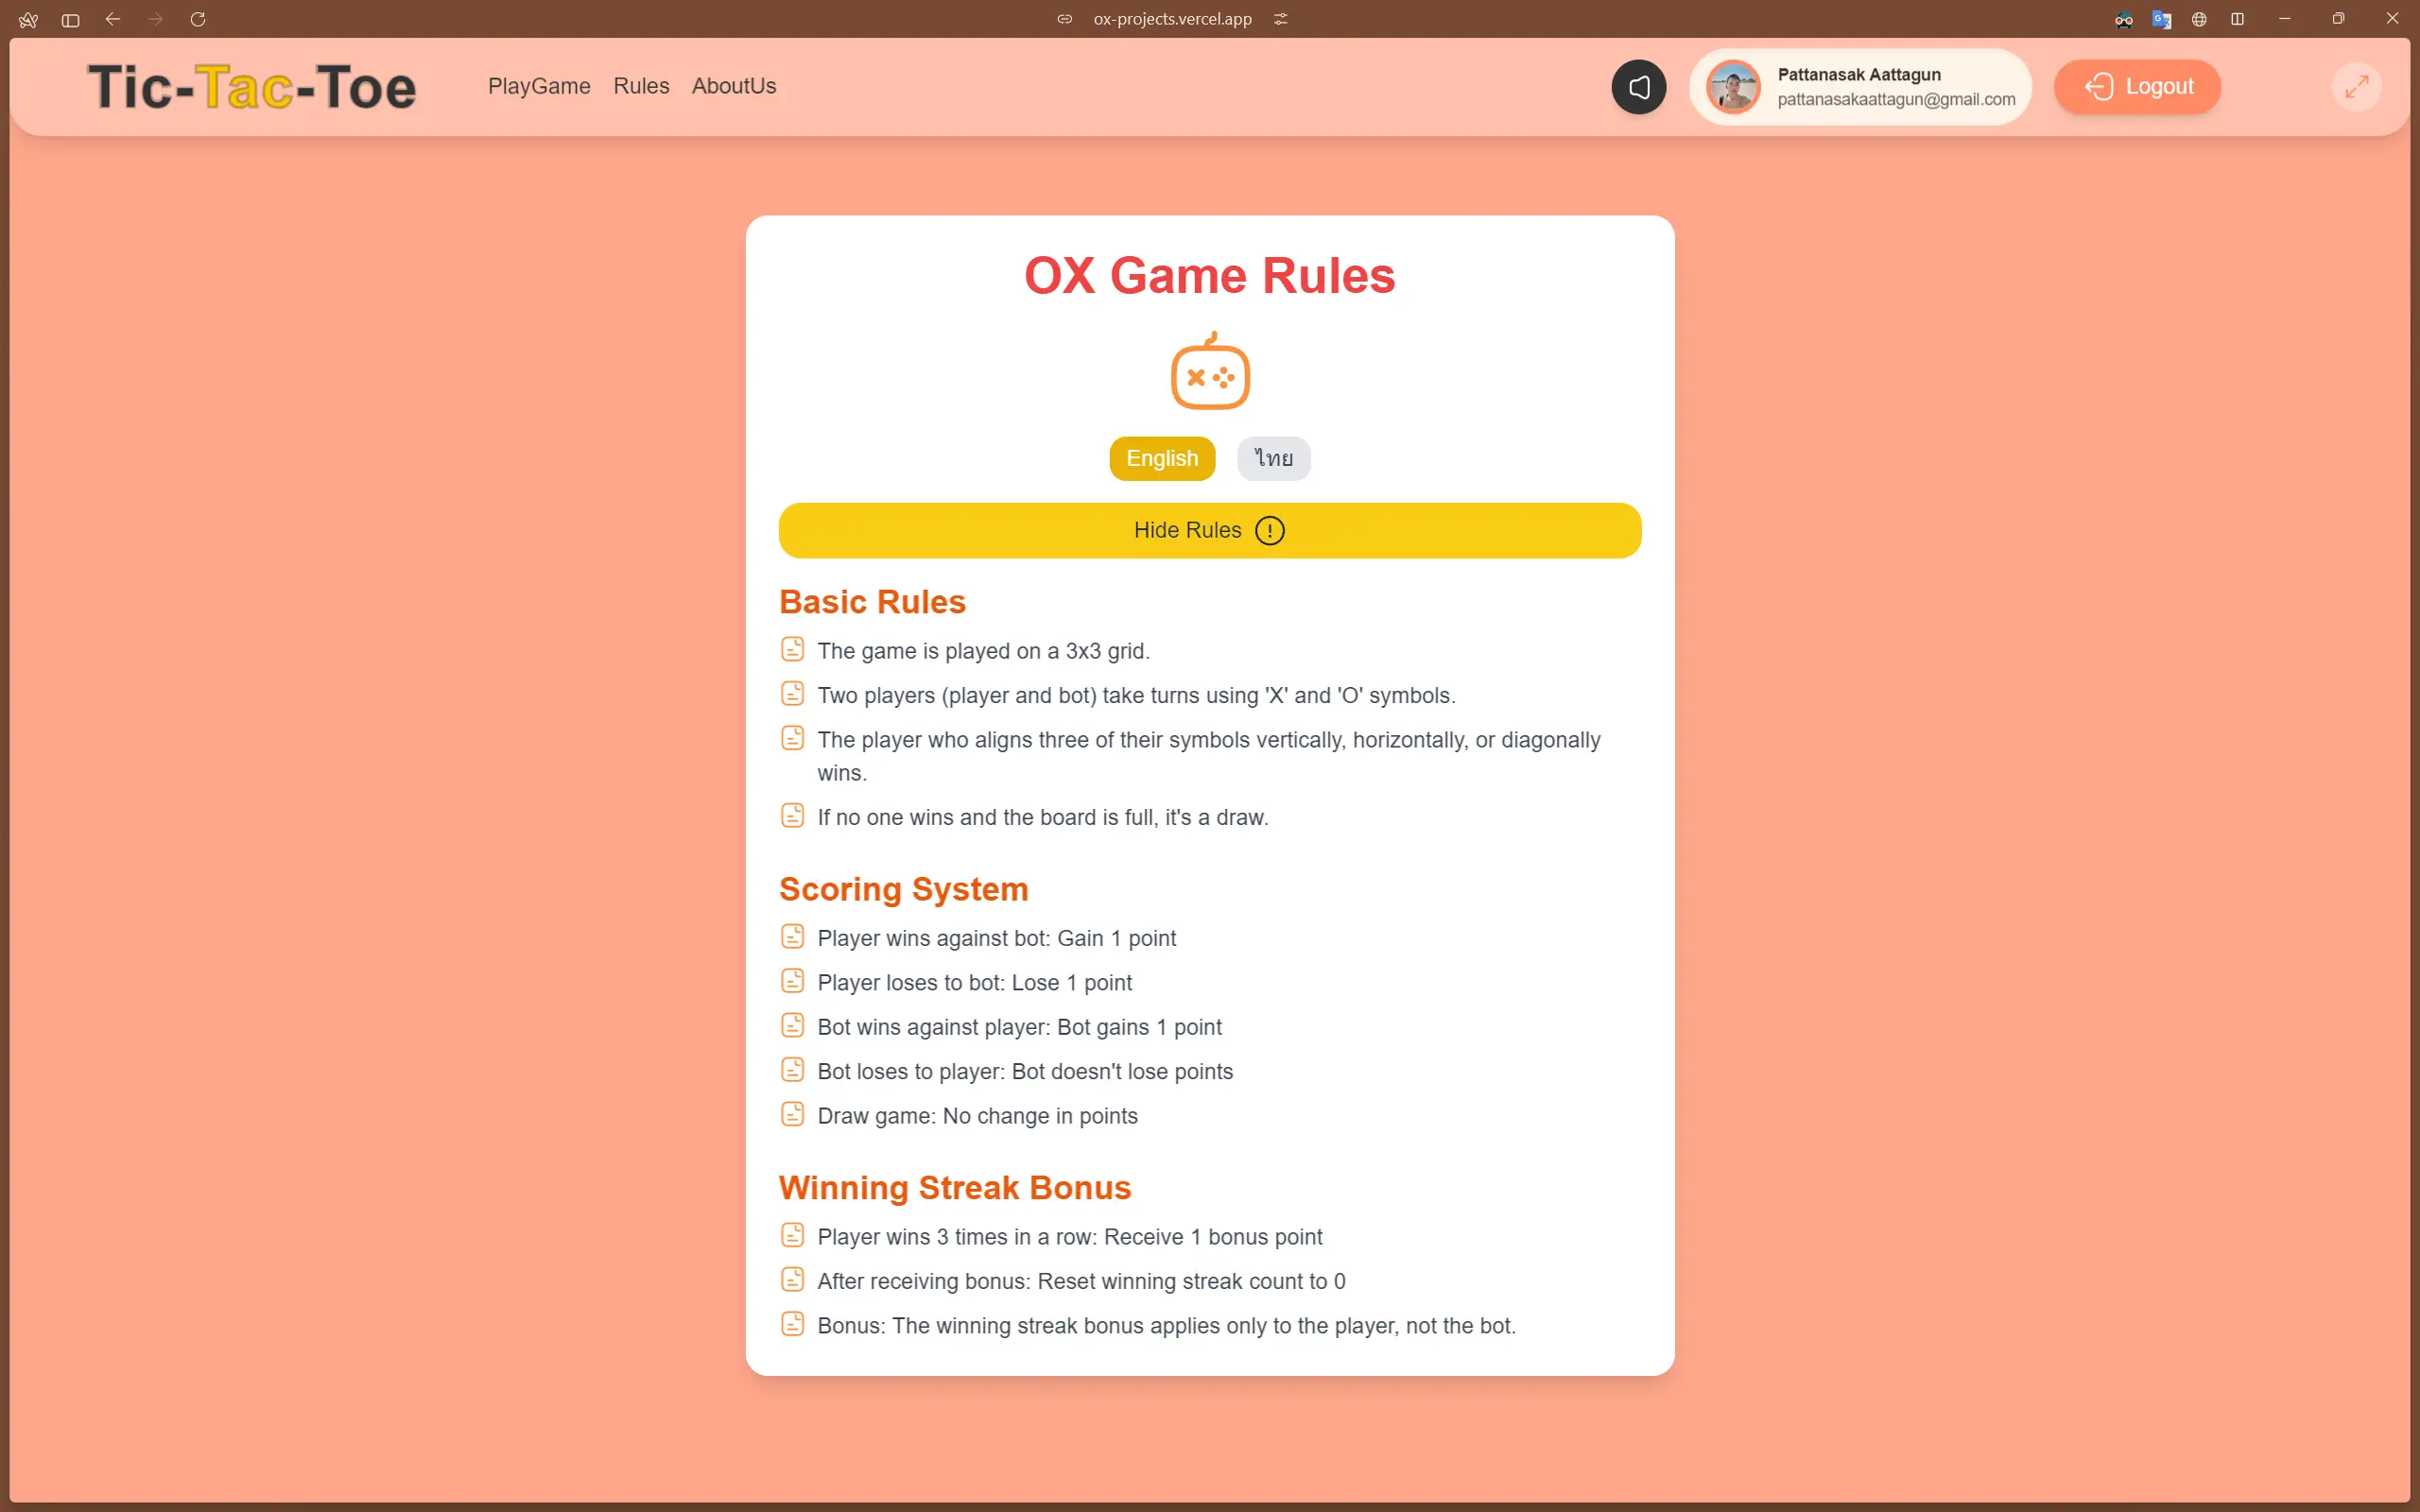 ox-projects.vercel.app
Tic-Tac-Toe
PlayGame Rules AboutUs
Pattanasak Aattagun
pattanasakaattagun@gmail.com
Logout
OX Game Rules
English ไทย
Hide Rules
Basic Rules
The game is played on a 3x3 grid.
Two players (player and bot) take turns using 'X' and 'O' symbols.
The player who aligns three of their symbols vertically, horizontally, or diagonally
wins.
If no one wins and the board is full, it's a draw.
Scoring System
Player wins against bot: Gain 1 point
Player loses to bot: Lose 1 point
Bot wins against player: Bot gains 1 point
Bot loses to player: Bot doesn't lose points
Draw game: No change in points
Winning Streak Bonus
Player wins 3 times in a row: Receive 1 bonus point
After receiving bonus: Reset winning streak count to 0
Bonus: The winning streak bonus applies only to the player, not the bot.